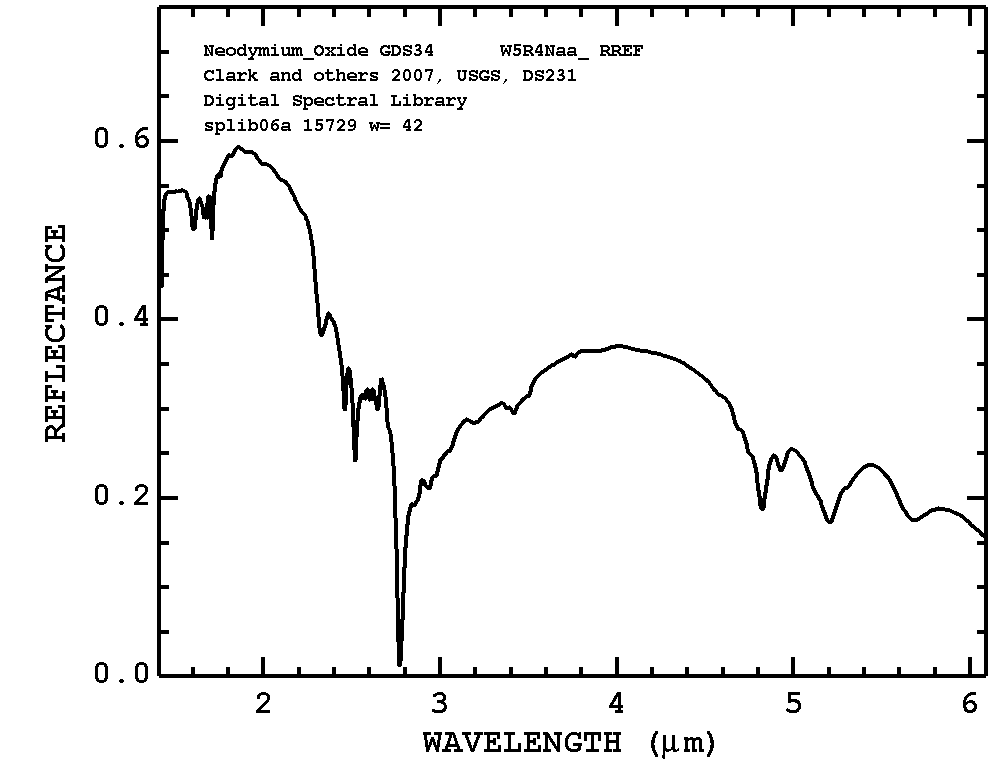 Neodymium_Oxide GDS34 W5R4Naa_ RREF
Clark and others 2007, USGS, DS231
Digital Spectral Library
splib06a 15729 w= 42
0.6
0.4
0.2
0.0
REFLECTANCE
2 3 4 5 6
WAVELENGTH (μm)